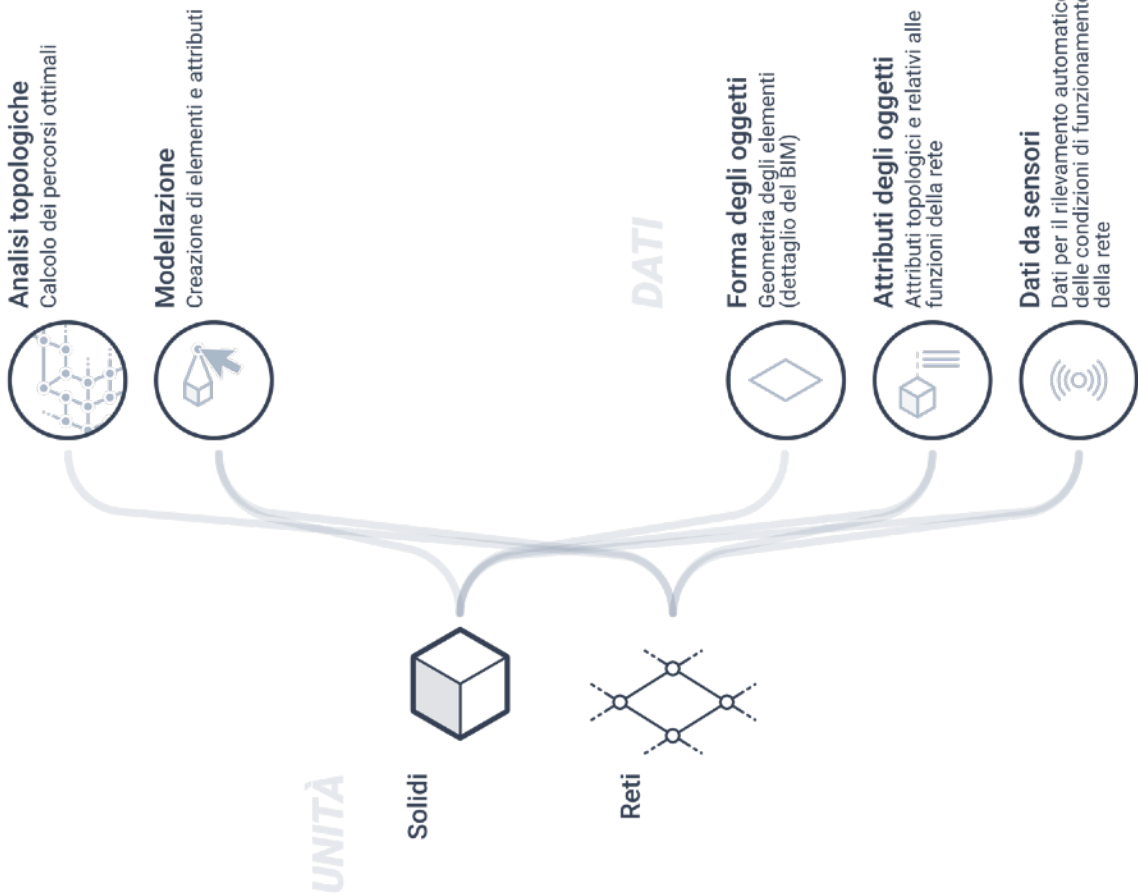 UNITÀ
Solidi
Reti
Analisi topologiche
Calcolo dei percorsi ottimali
Modellazione
Creazione di elementi e attributi
DATI
Forma degli oggetti
Geometria degli elementi
(dettaglio del BIM)
Attributi degli oggetti
Attributi topologici e relativi alle
funzioni della rete
Dati da sensori
Dati per il rilevamento automatico
delle condizioni di funzionamento
della rete